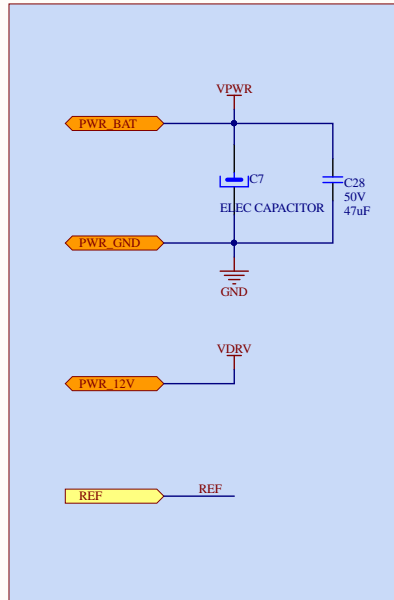 VPWR
PWR_BAT
C7
C28
50V
47uF
ELEC CAPACITOR
PWR_GND
GND
VDRV
PWR_12V
REF
REF